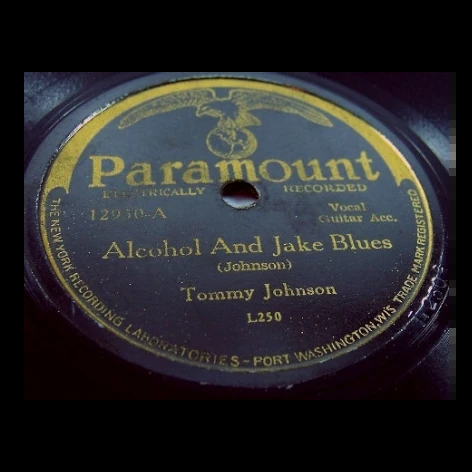 Paramount
ELECTRICALLY RECORDED
12950-A
Vocal
Guitar Acc.
Alcohol And Jake Blues
(Johnson)
Tommy Johnson
L250
THE NEW YORK RECORDING LABORATORIES - PORT WASHINGTON, WIS. TRADE MARK REGISTERED